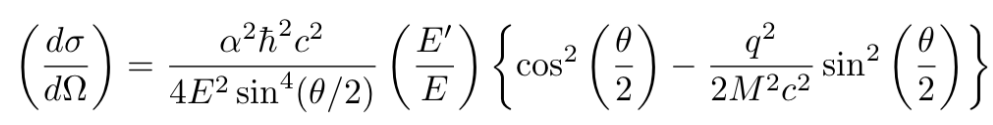 (dσ/dΩ) = α²ħ²c² / 4E² sin⁴(θ/2) (E′/E) {cos² (θ/2) − q²/2M²c² sin² (θ/2)}